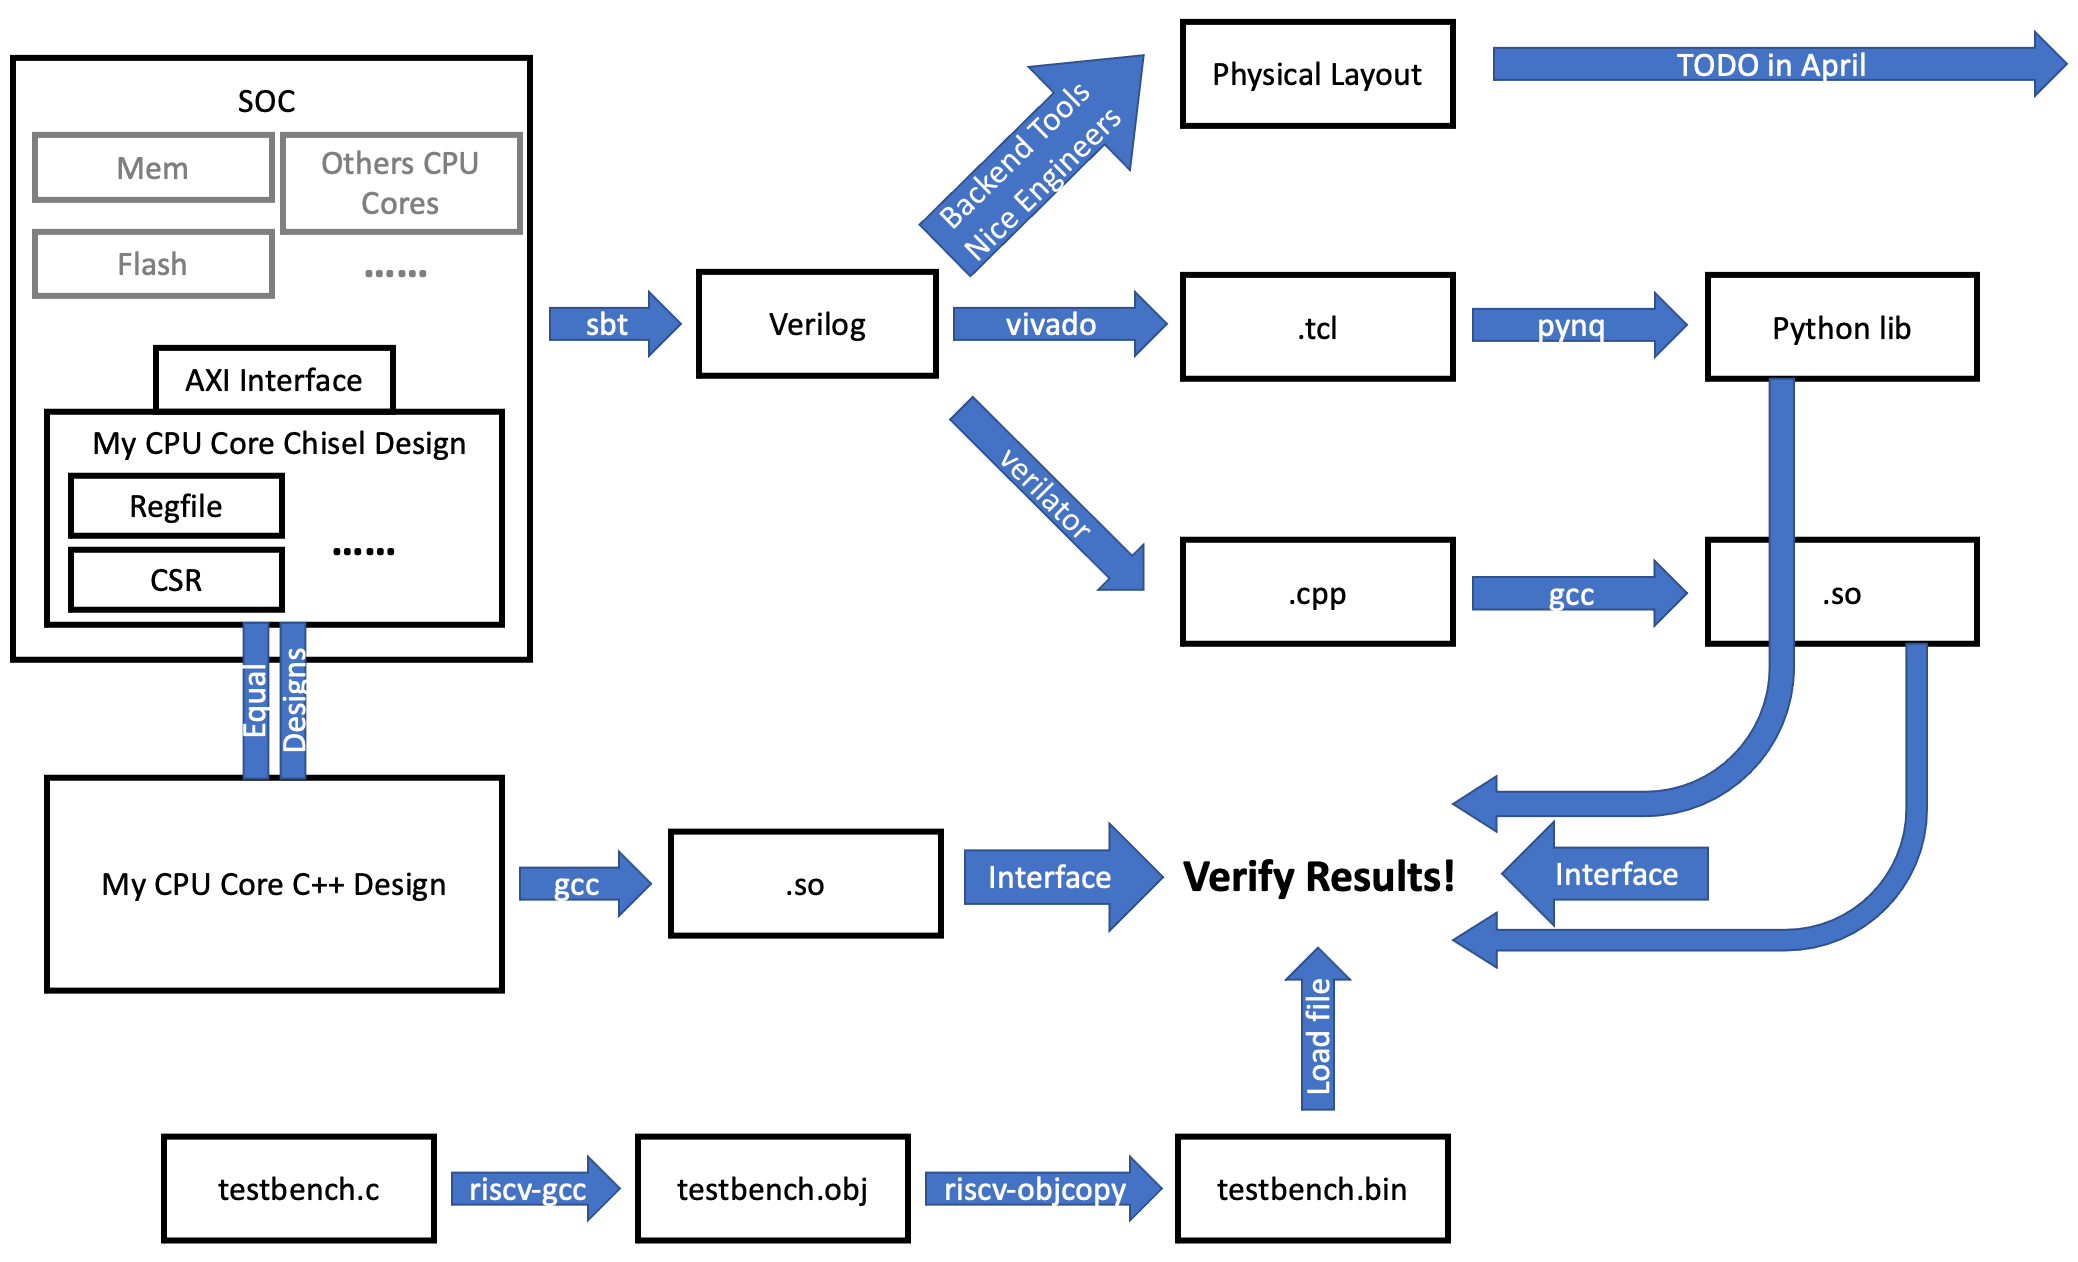 SOC
Mem
Others CPU
Cores
Flash
......
AXI Interface
My CPU Core Chisel Design
Regfile
CSR
......
Equal
Designs
My CPU Core C++ Design
sbt
Verilog
Backend Tools
Nice Engineers
Physical Layout
TODO in April
vivado
.tcl
pynq
Python lib
verilator
.cpp
gcc
.so
gcc
.so
Interface
Verify Results!
Interface
Load file
testbench.c
riscv-gcc
testbench.obj
riscv-objcopy
testbench.bin